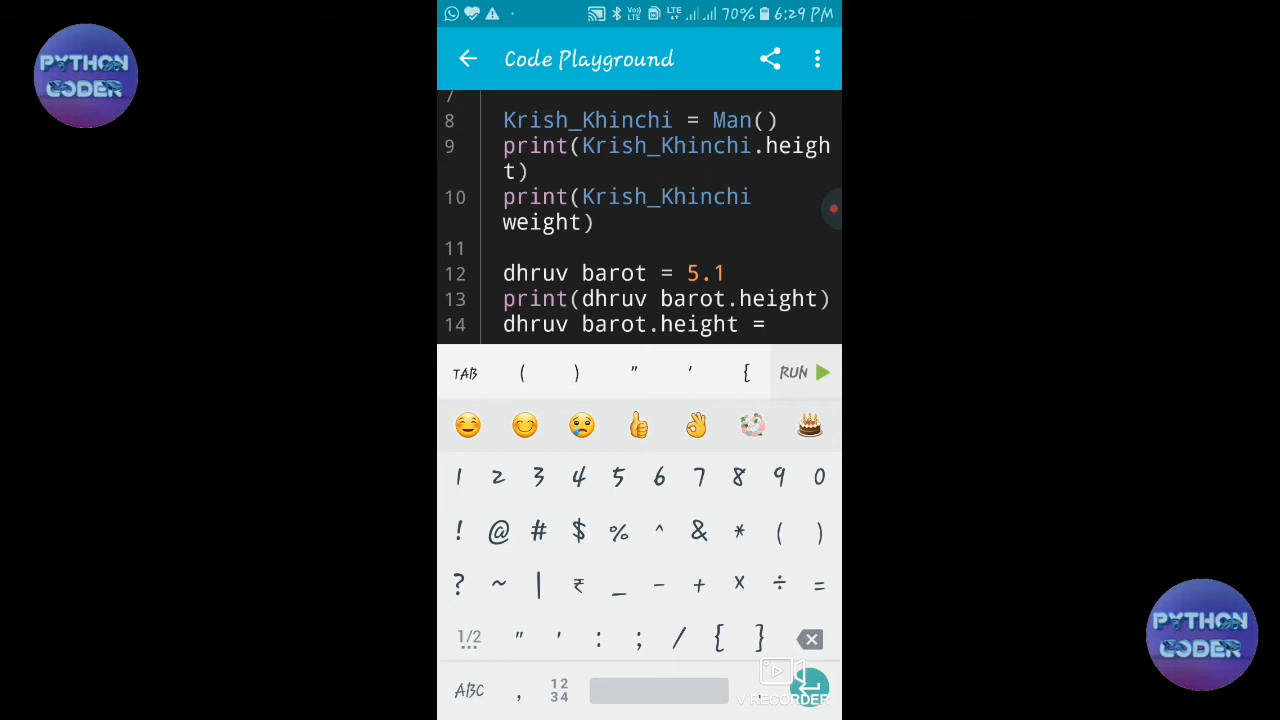 PYTHON
CODER
70% 6:29 PM
Code Playground
7
8 Krish_Khinchi = Man()
9 print(Krish_Khinchi.heigh
t)
10 print(Krish_Khinchi
weight)
11
12 dhruv barot = 5.1
13 print(dhruv barot.height)
14 dhruv barot.height =
TAB ( ) " ' { RUN
1 2 3 4 5 6 7 8 9 0
! @ # $ % ^ & * ( )
? ~ | ₹ _ - + × ÷ =
1/2 " ' : ; / { }
ABC , 12
34
V RECORDER
PYTHON
CODER